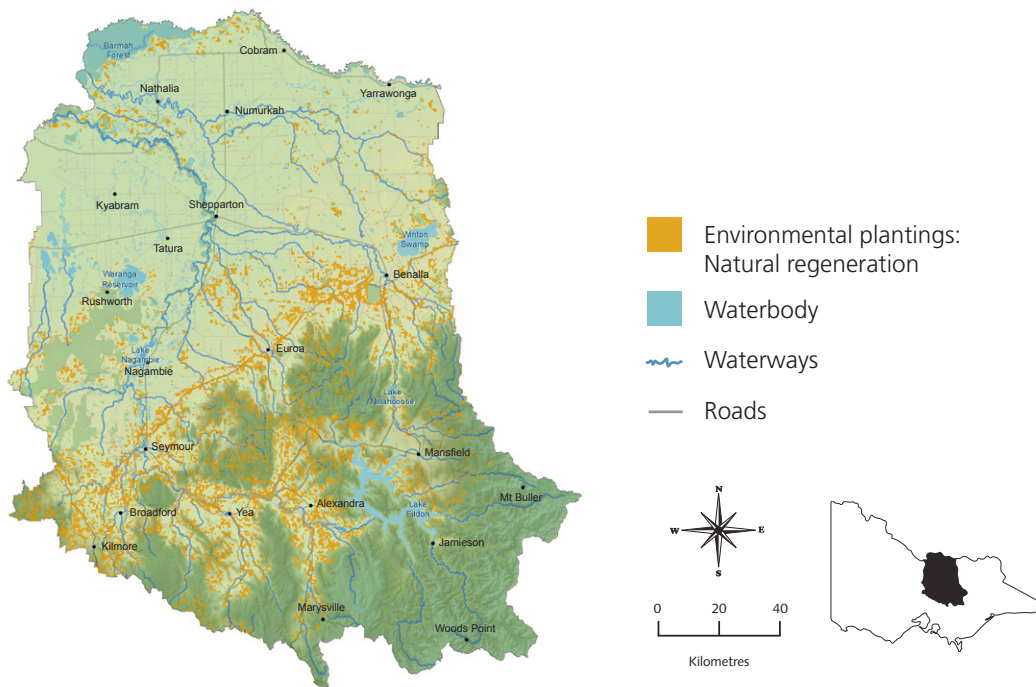 Barmah
Forest
Cobram
Nathalia
Yarrawonga
Numurkah
Kyabram
Shepparton
Tatura
Winton
Swamp
Benalla
Waranga
Reservoir
Rushworth
Lake
Nagambie
Nagambie
Euroa
Lake
Nillahcootie
Seymour
Mansfield
Mt Buller
Broadford
Yea
Alexandra
Lake
Eildon
Kilmore
Jamieson
Marysville
Woods Point
Environmental plantings:
Natural regeneration
Waterbody
Waterways
Roads
N
W
E
S
0 20 40
Kilometres